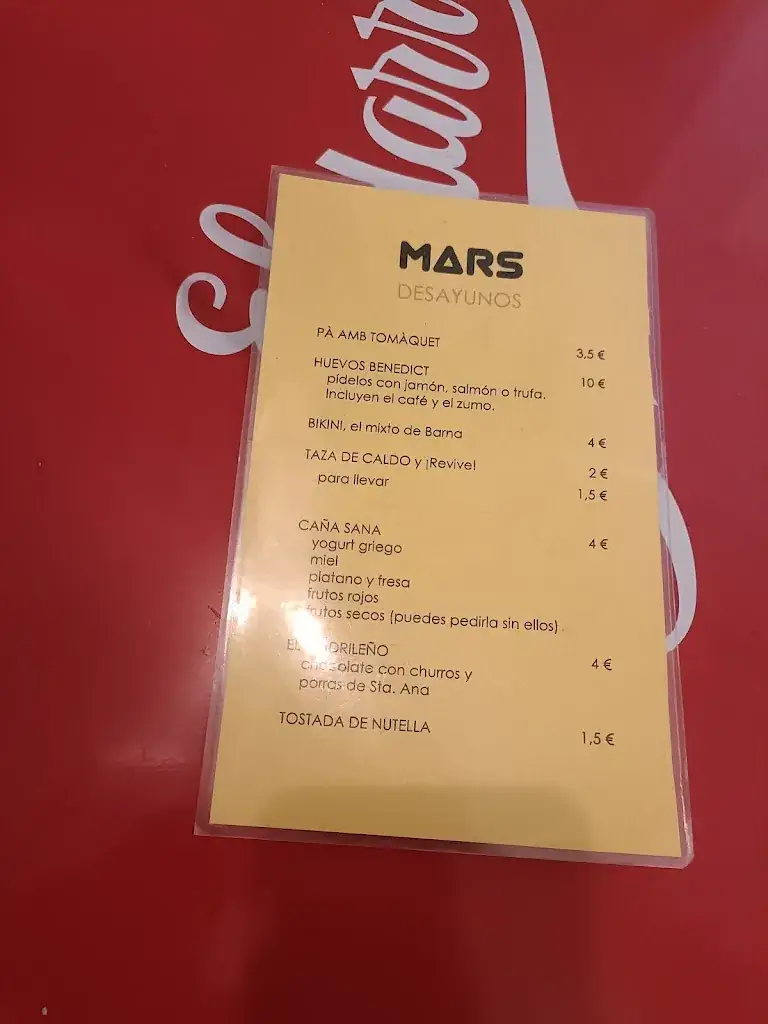 MARS
DESAYUNOS
PÀ AMB TOMÀQUET 3,5 €
HUEVOS BENEDICT 10 €
pídelos con jamón, salmón o trufa.
Incluyen el café y el zumo.
BIKINI, el mixto de Barna 4 €
TAZA DE CALDO y ¡Revive! 2 €
para llevar 1,5 €
CAÑA SANA 4 €
yogurt griego
miel
platano y fresa
frutos rojos
frutos secos (puedes pedirla sin ellos)
EL 4 €
chocolate con churros y
porras de Sta. Ana
TOSTADA DE NUTELLA 1,5 €